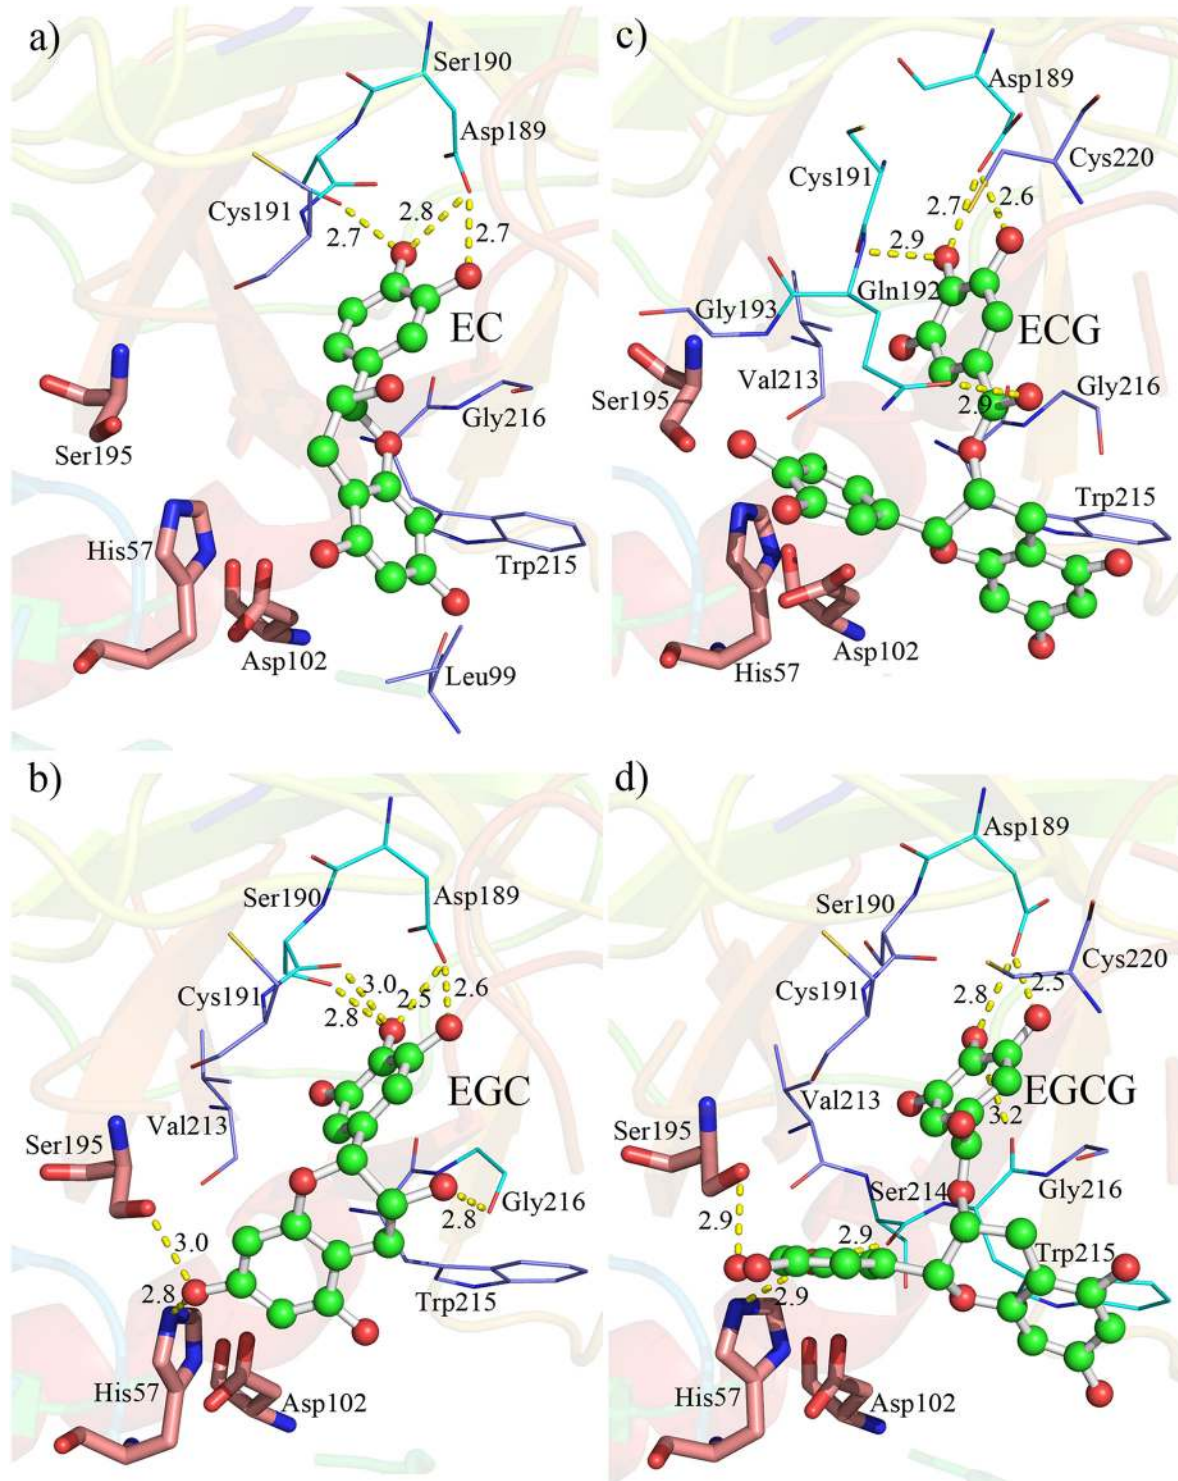 a)
Ser190
Asp189
Cys191
2.8
2.7
2.7
EC
Gly216
Ser195
His57
Trp215
Asp102
Leu99
c)
Asp189
Cys220
Cys191
2.7
2.6
2.9
Gln192
Gly193
ECG
Val213
Gly216
Ser195
2.9
Trp215
Asp102
His57
b)
Ser190
Asp189
Cys191
3.0
2.5
2.6
2.8
EGC
Val213
Ser195
Gly216
2.8
3.0
2.8
Trp215
His57
Asp102
d)
Asp189
Ser190
Cys220
Cys191
2.8
2.5
EGCG
Val213
3.2
Ser195
Ser214
Gly216
2.9
2.9
Trp215
2.9
His57
Asp102